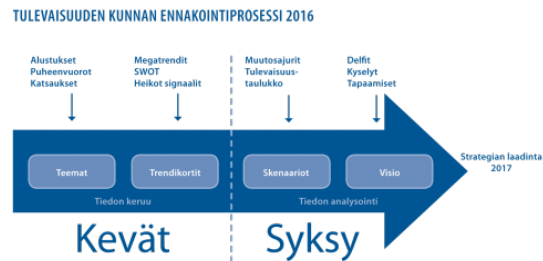 TULEVAISUUDEN KUNNAN ENNAKOINTIPROSESSI 2016
Alustukset
Puheenvuorot
Katsaukset
Megatrendit
SWOT
Heikot signaalit
Muutosajurit
Tulevaisuus-
taulukko
Delfit
Kyselyt
Tapaamiset
Teemat
Trendikortit
Skenaariot
Visio
Strategian laadinta
2017
Tiedon keruu
Tiedon analysointi
Kevät
Syksy